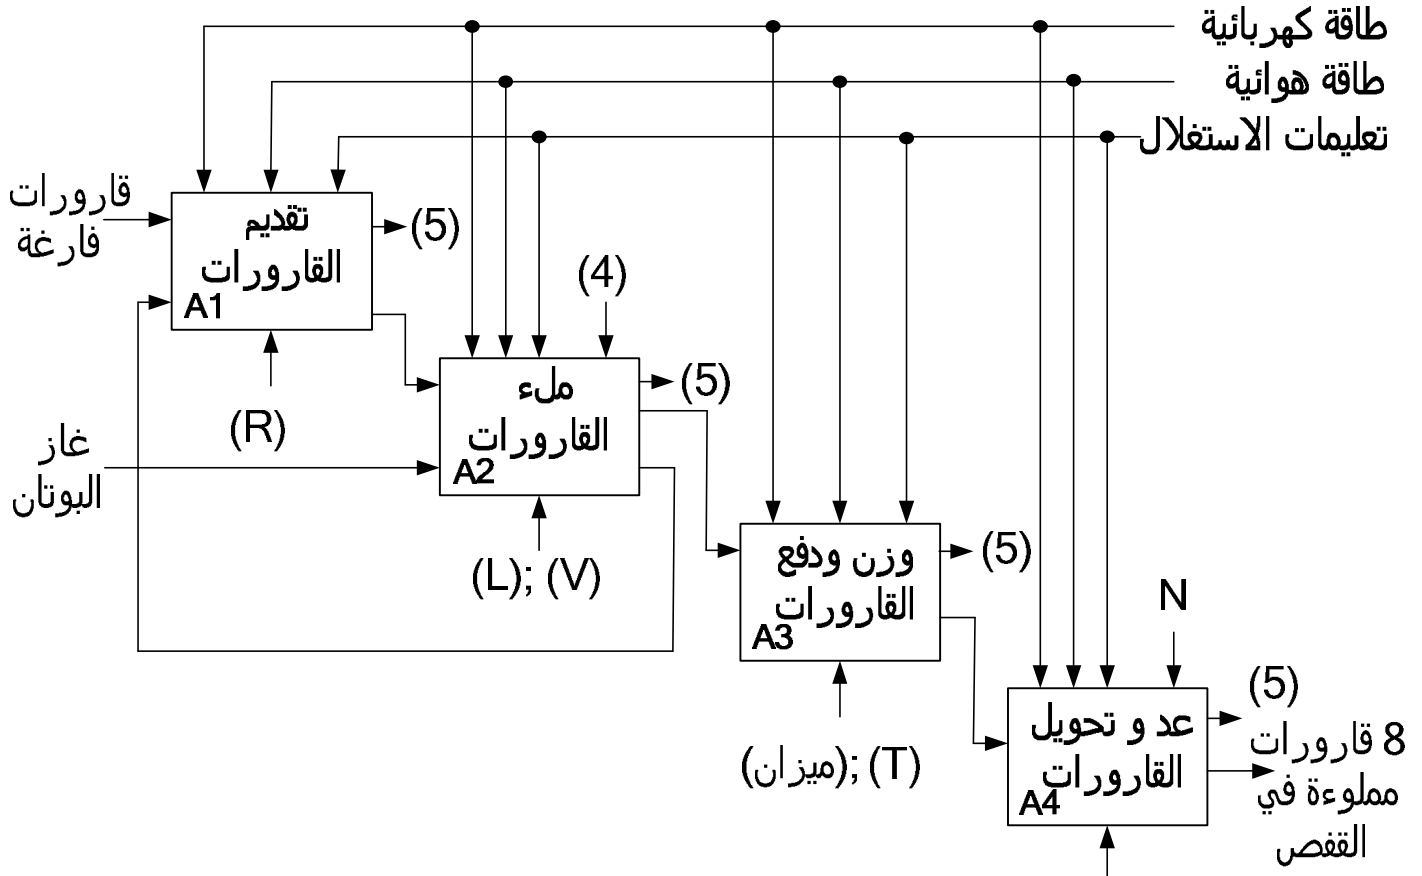 طاقة كهربائية
طاقة هوائية
تعليمات الاستغلال
قارورات
فارغة
تقديم
القارورات
A1
(5)
(4)
(R)
ملء
القارورات
A2
(5)
غاز
البوتان
(L); (V)
وزن ودفع
القارورات
A3
(5)
N
(ميزان); (T)
عد و تحويل
القارورات
A4
(5)
8 قارورات
مملوءة في
القفص